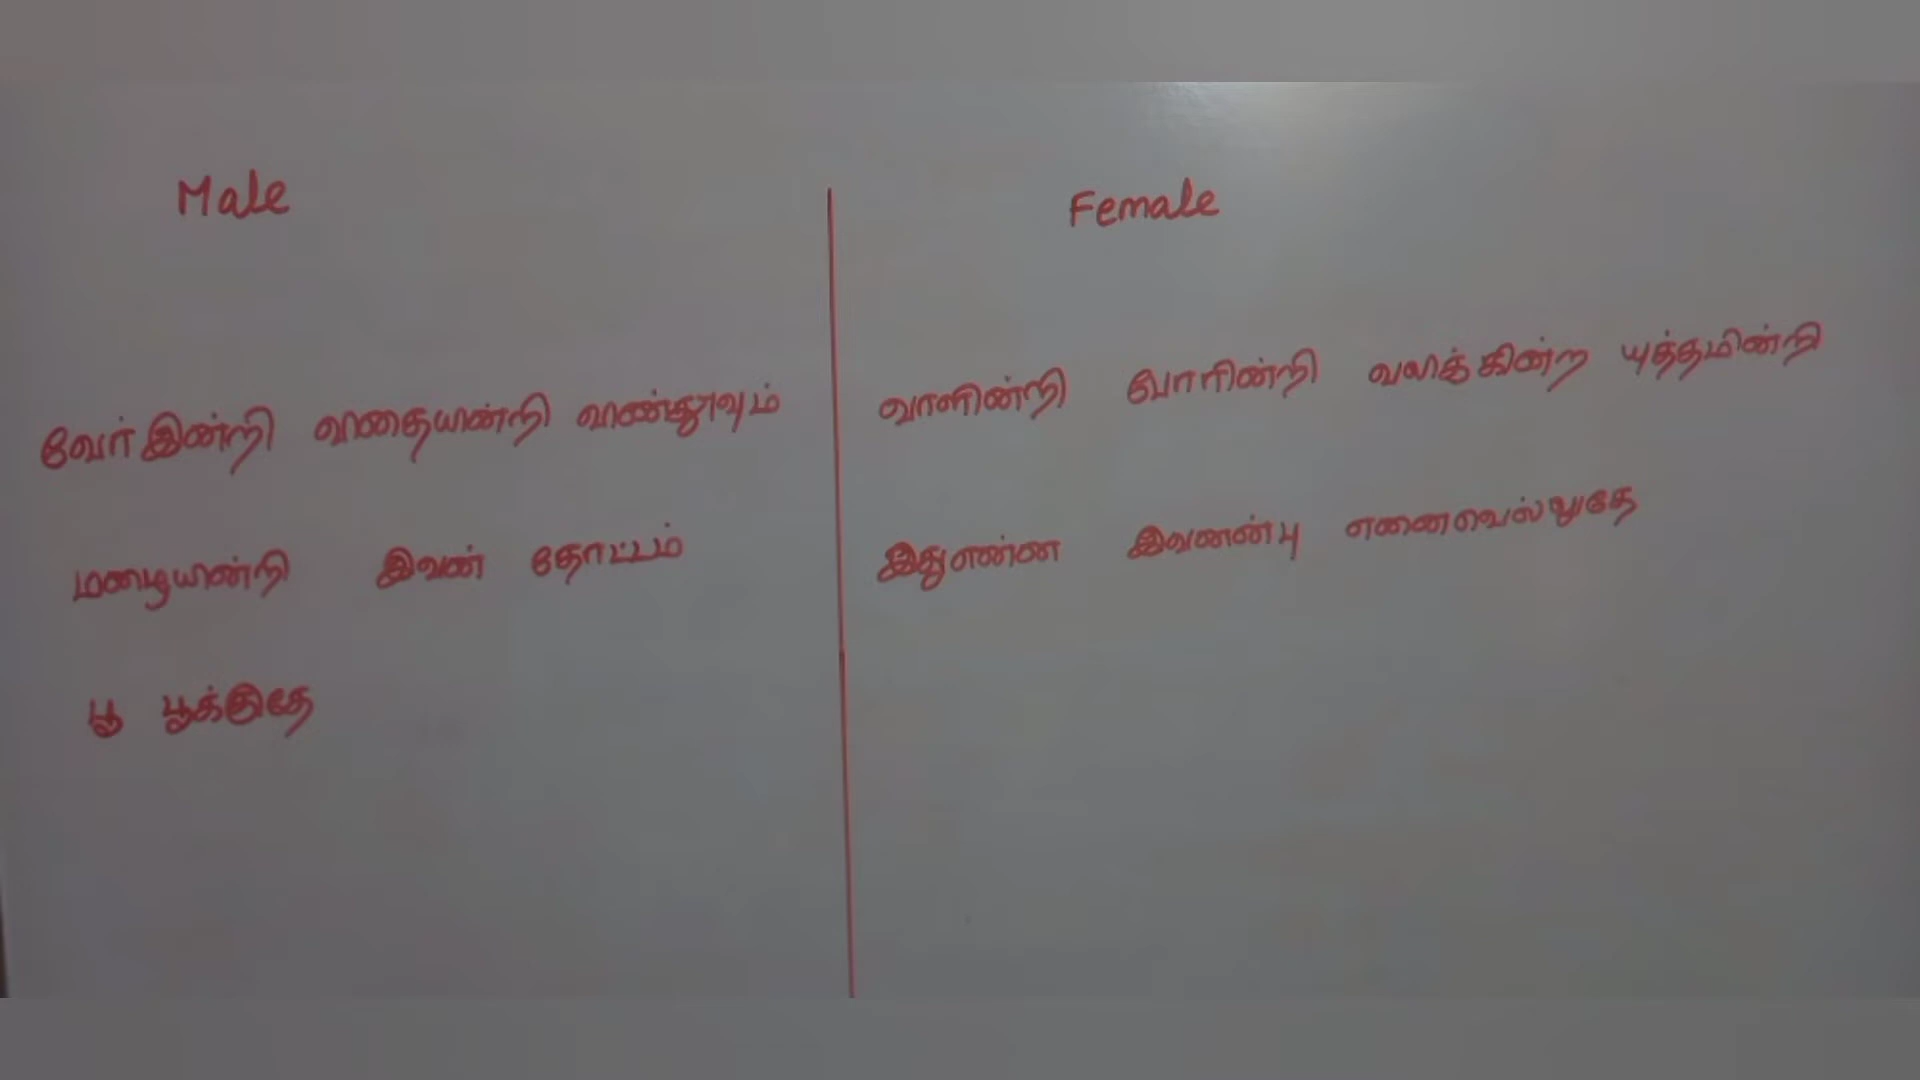 Male
வேர் இன்றி விதையின்றி விண்தூவும்
மழையின்றி இவன் தோட்டம்
பூ பூக்குதே
Female
வாளின்றி போரின்றி வலிக்கின்ற யுத்தமின்றி
இதுஎன்ன இவனன்பு எனைவெல்லுதே